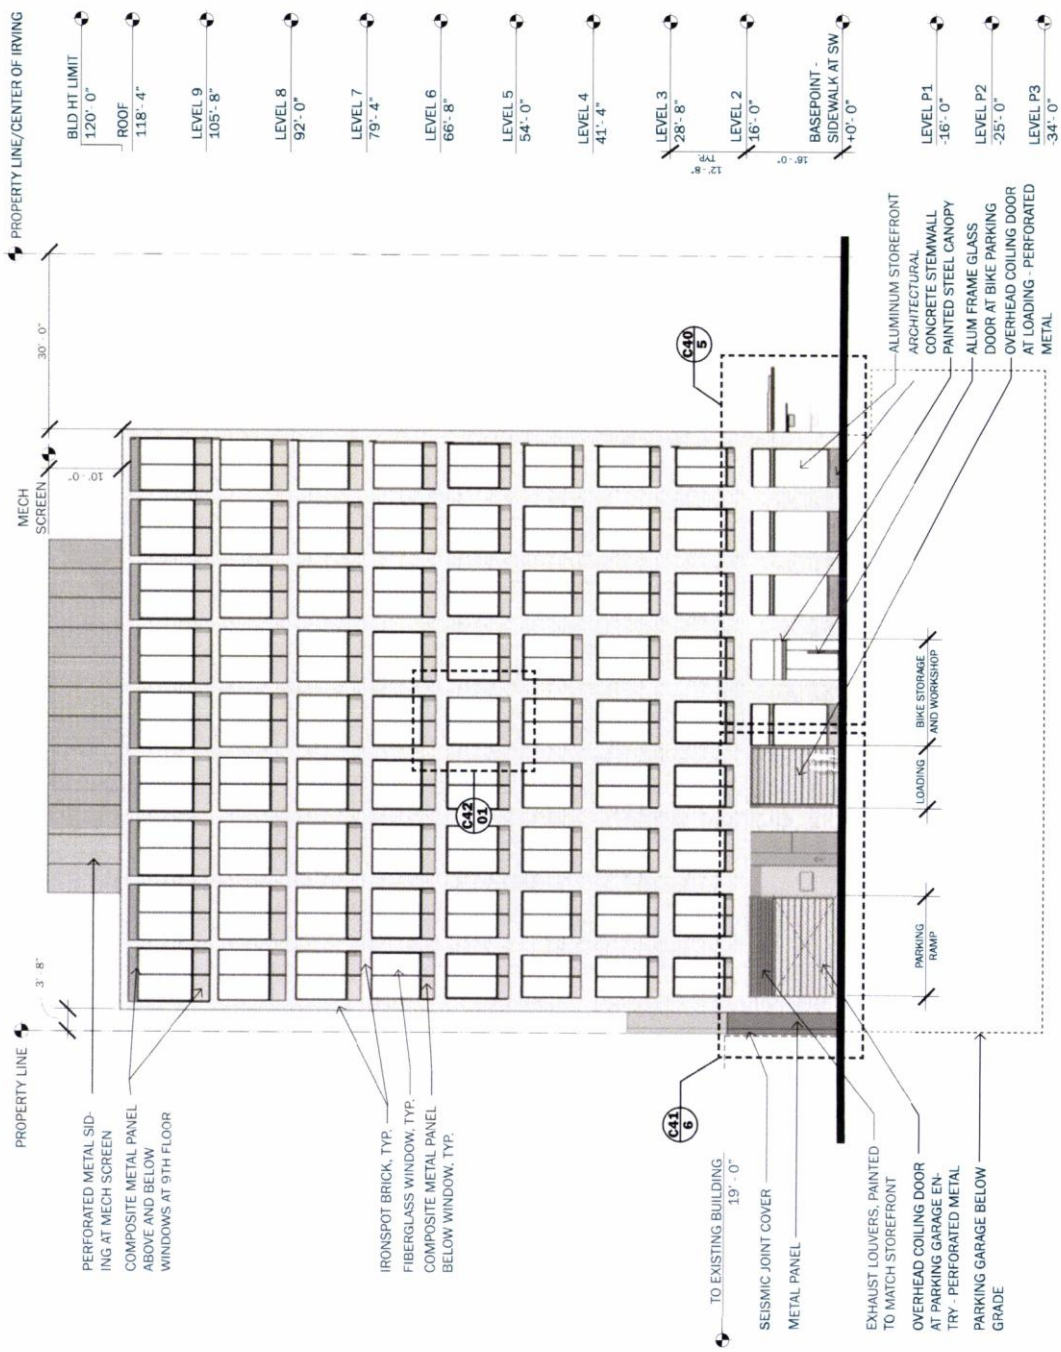 PROPERTY LINE
PROPERTY LINE/CENTER OF IRVING
3' - 8"
MECH
SCREEN
30' - 0"
10' - 0"
BLD HT LIMIT
120'- 0"
ROOF
118'- 4"
LEVEL 9
105'- 8"
LEVEL 8
92'- 0"
LEVEL 7
79'- 4"
LEVEL 6
66'- 8"
LEVEL 5
54'- 0"
LEVEL 4
41'- 4"
LEVEL 3
28'- 8"
LEVEL 2
16'- 0"
BASEPOINT -
SIDEWALK AT SW
+0'- 0"
LEVEL P1
-16'- 0"
LEVEL P2
-25'- 0"
LEVEL P3
-34'- 0"
12' - 8"
TYP.
16' - 0"
PERFORATED METAL SID-
ING AT MECH SCREEN
COMPOSITE METAL PANEL
ABOVE AND BELOW
WINDOWS AT 9TH FLOOR
IRONSPOT BRICK, TYP.
FIBERGLASS WINDOW, TYP.
COMPOSITE METAL PANEL
BELOW WINDOW, TYP.
TO EXISTING BUILDING
19' - 0"
SEISMIC JOINT COVER
METAL PANEL
EXHAUST LOUVERS, PAINTED
TO MATCH STOREFRONT
OVERHEAD COILING DOOR
AT PARKING GARAGE EN-
TRY - PERFORATED METAL
PARKING GARAGE BELOW
GRADE
C41
6
C42
01
C40
5
PARKING
RAMP
LOADING
BIKE STORAGE
AND WORKSHOP
ALUMINUM STOREFRONT
ARCHITECTURAL
CONCRETE STEMWALL
PAINTED STEEL CANOPY
ALUM FRAME GLASS
DOOR AT BIKE PARKING
OVERHEAD COILING DOOR
AT LOADING - PERFORATED
METAL